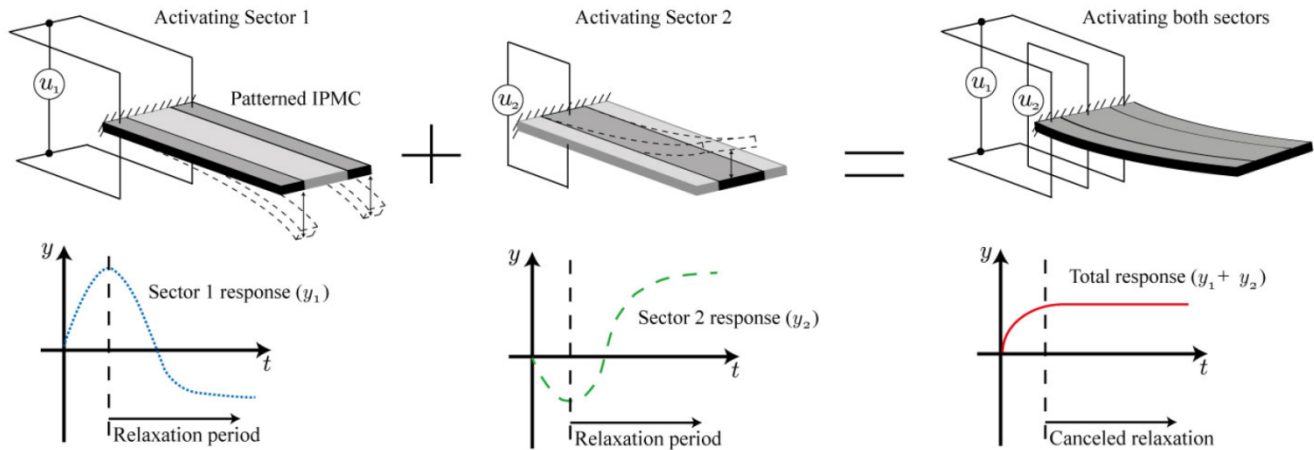 Activating Sector 1
Activating Sector 2
Activating both sectors
u₁
Patterned IPMC
u₂
u₁
u₂
y
Sector 1 response (y₁)
t
Relaxation period
y
Sector 2 response (y₂)
t
Relaxation period
y
Total response (y₁+ y₂)
t
Canceled relaxation